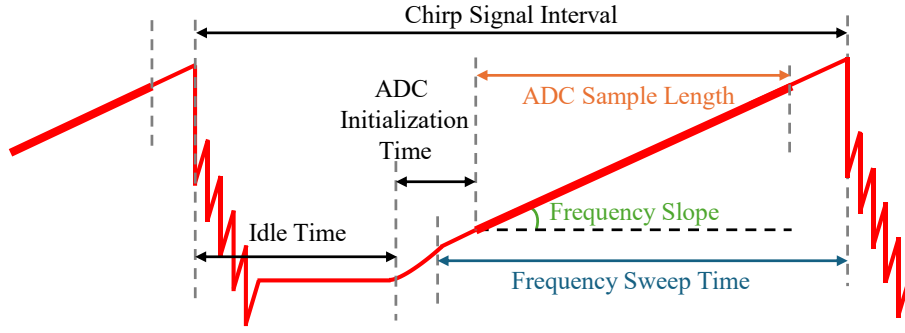 Chirp Signal Interval
ADC Sample Length
ADC
Initialization
Time
Frequency Slope
Idle Time
Frequency Sweep Time